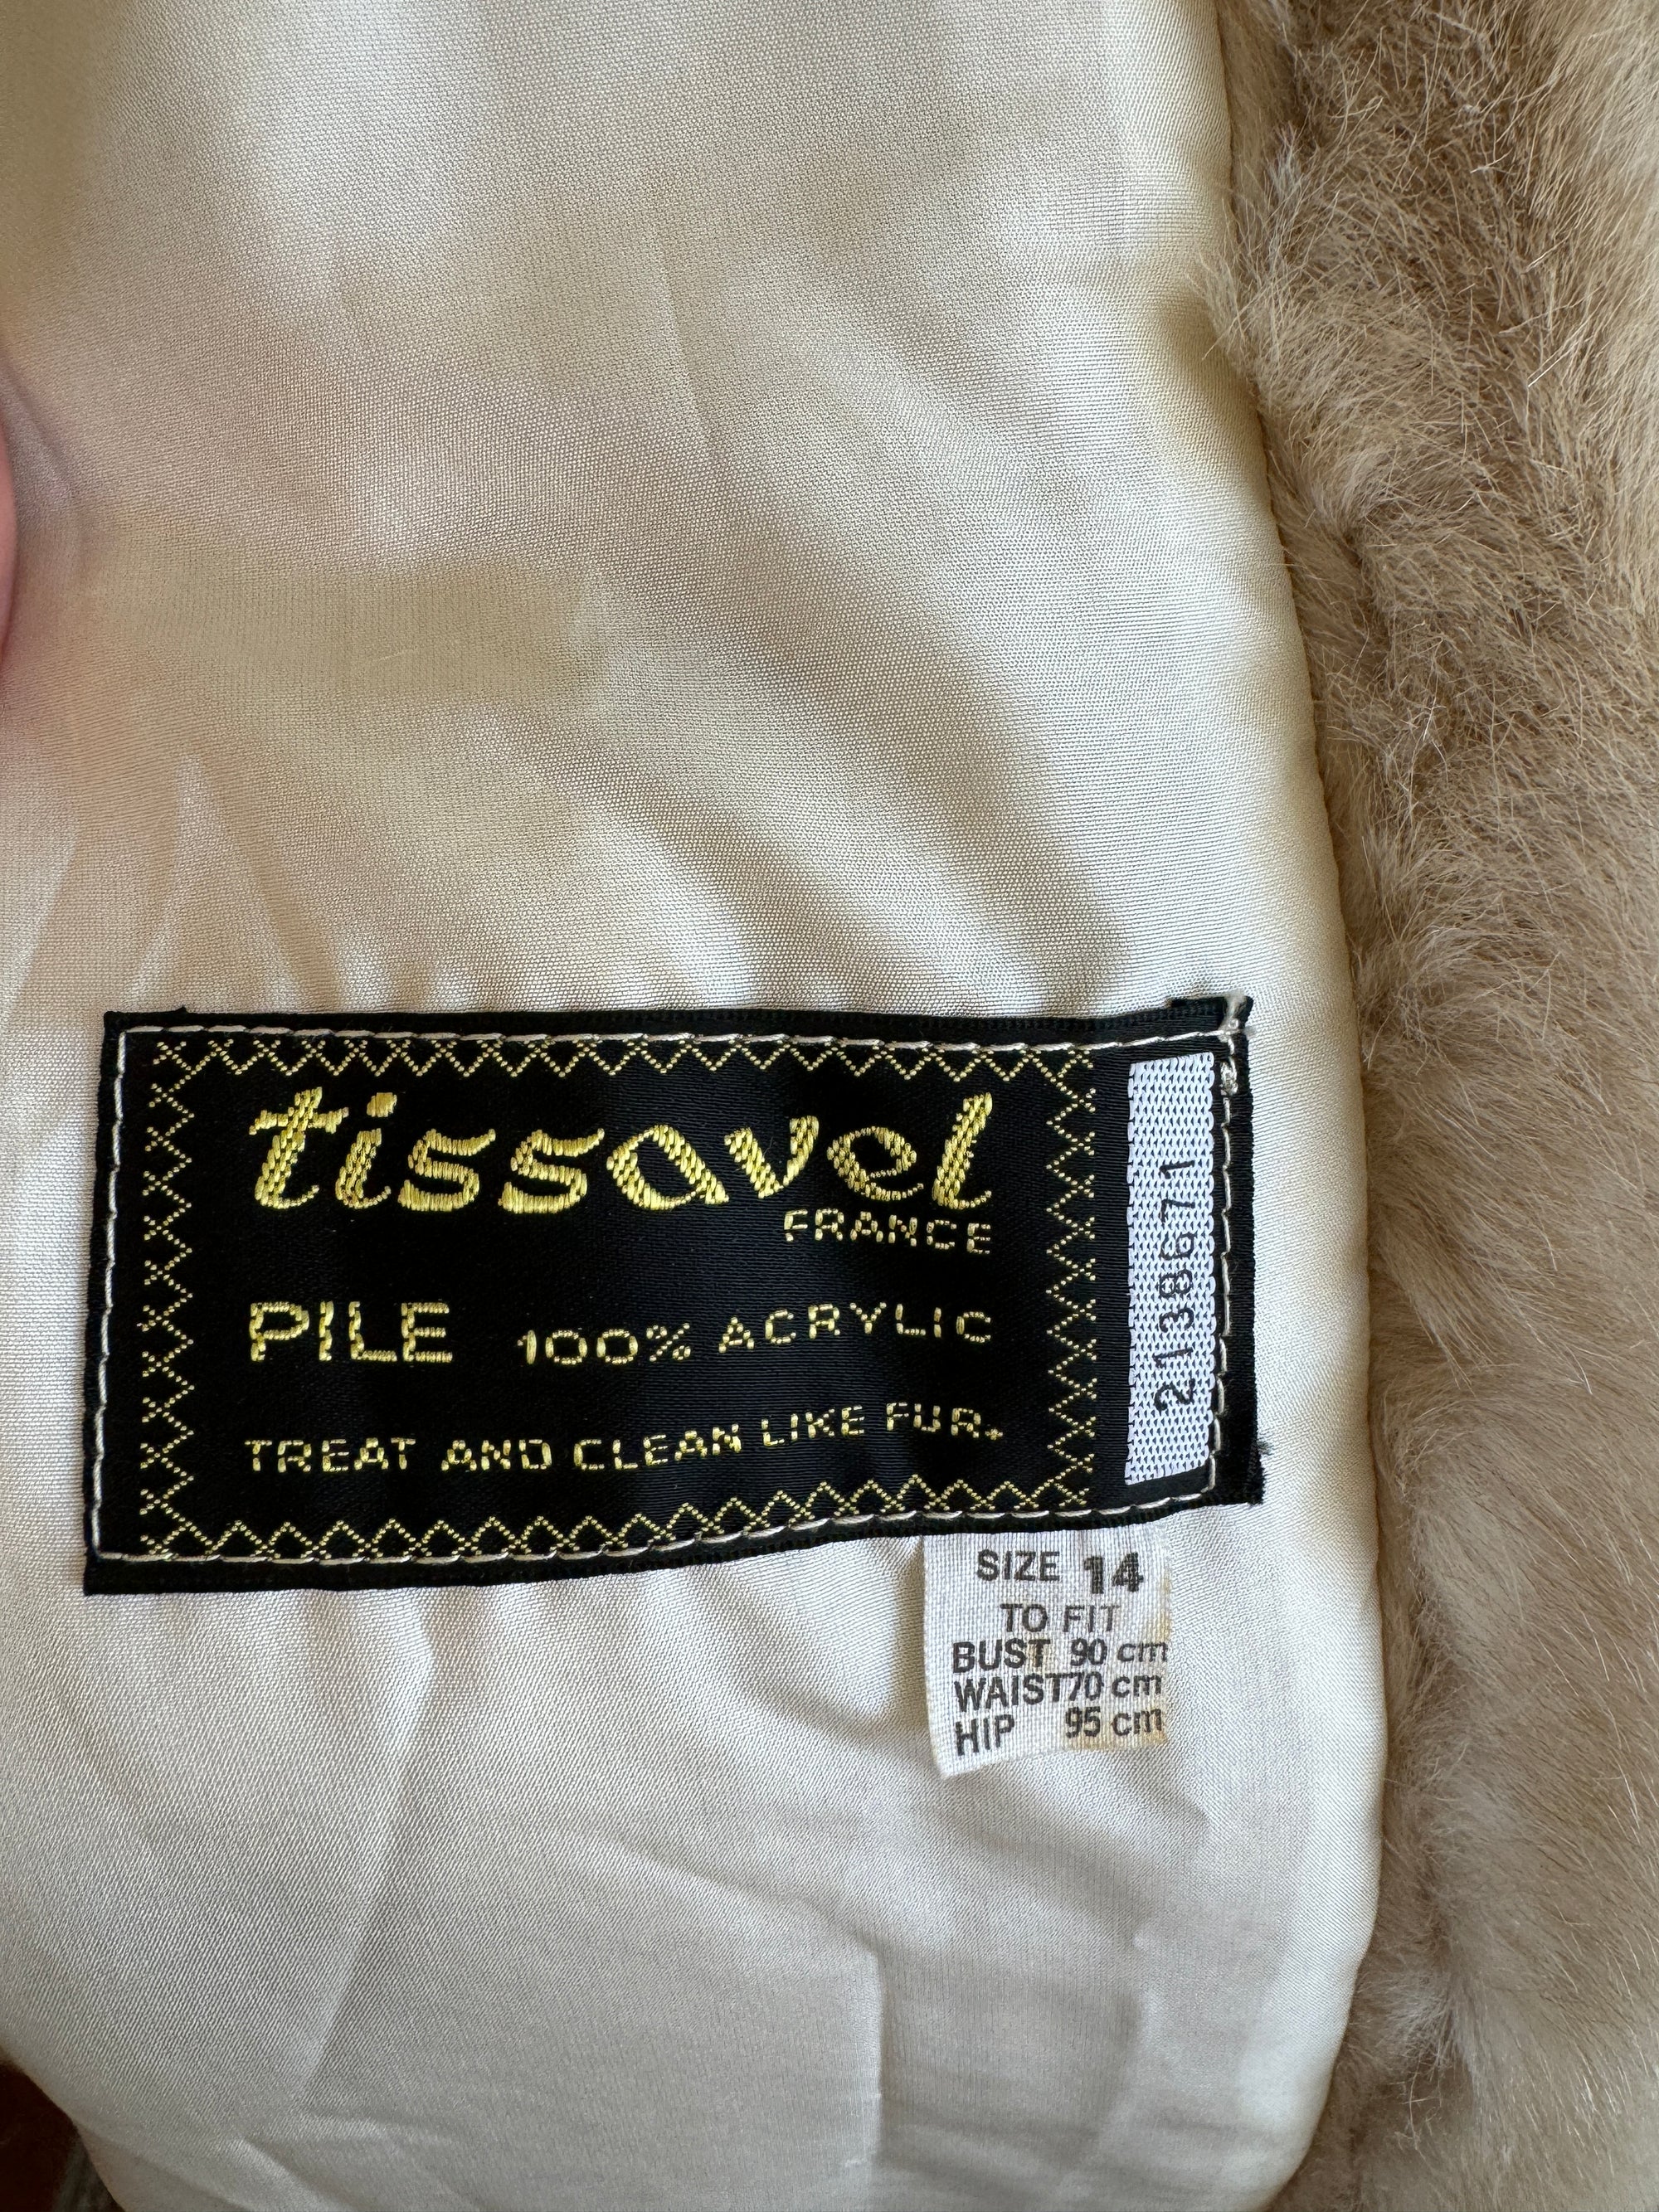 tissavel
FRANCE
PILE 100% ACRYLIC
TREAT AND CLEAN LIKE FUR.
2138671
SIZE 14
TO FIT
BUST 90 cm
WAIST 70 cm
HIP 95 cm